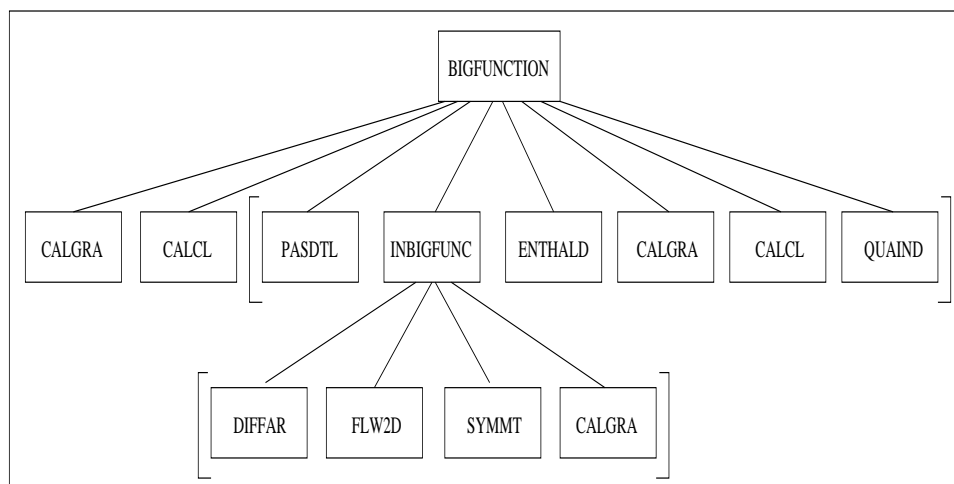 BIGFUNCTION
CALGRA
CALCL
PASDTL
INBIGFUNC
ENTHALD
CALGRA
CALCL
QUAIND
DIFFAR
FLW2D
SYMMT
CALGRA